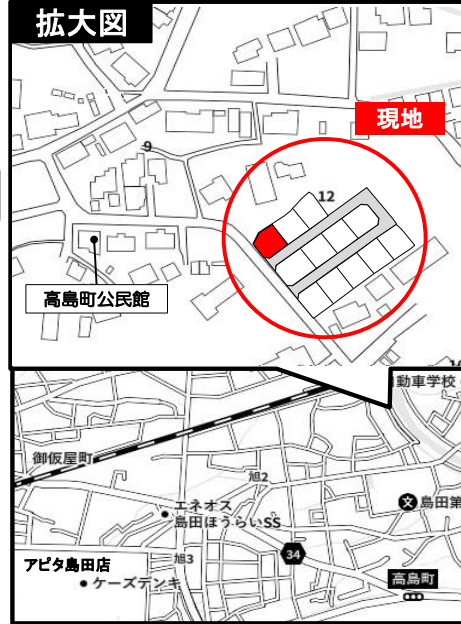 拡大図
現地
9
12
高島町公民館
動車学校
御仮屋町
旭2
エネオス
島田ほうらいSS
文
島田第
アピタ島田店
旭3
34
ケーズデンキ
高島町